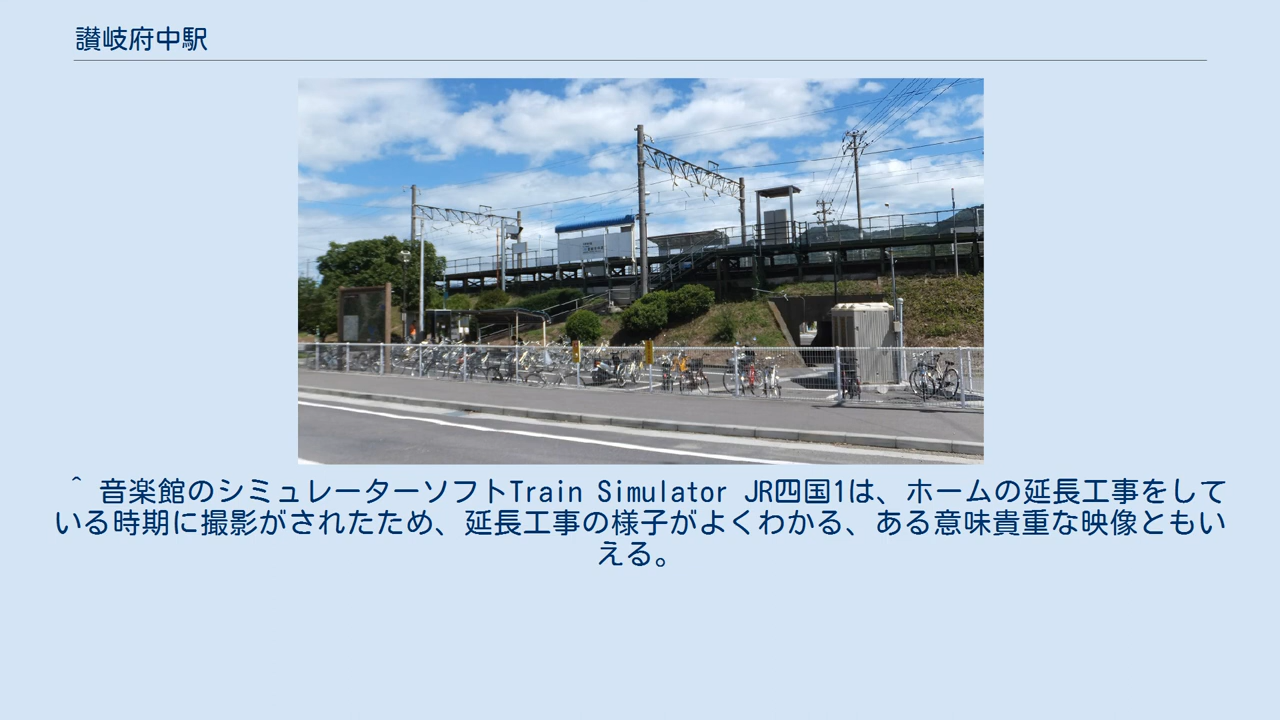 讃岐府中駅
^ 音楽館のシミュレーターソフトTrain Simulator JR四国1は、ホームの延長工事をして
いる時期に撮影がされたため、延長工事の様子がよくわかる、ある意味貴重な映像ともい
える。